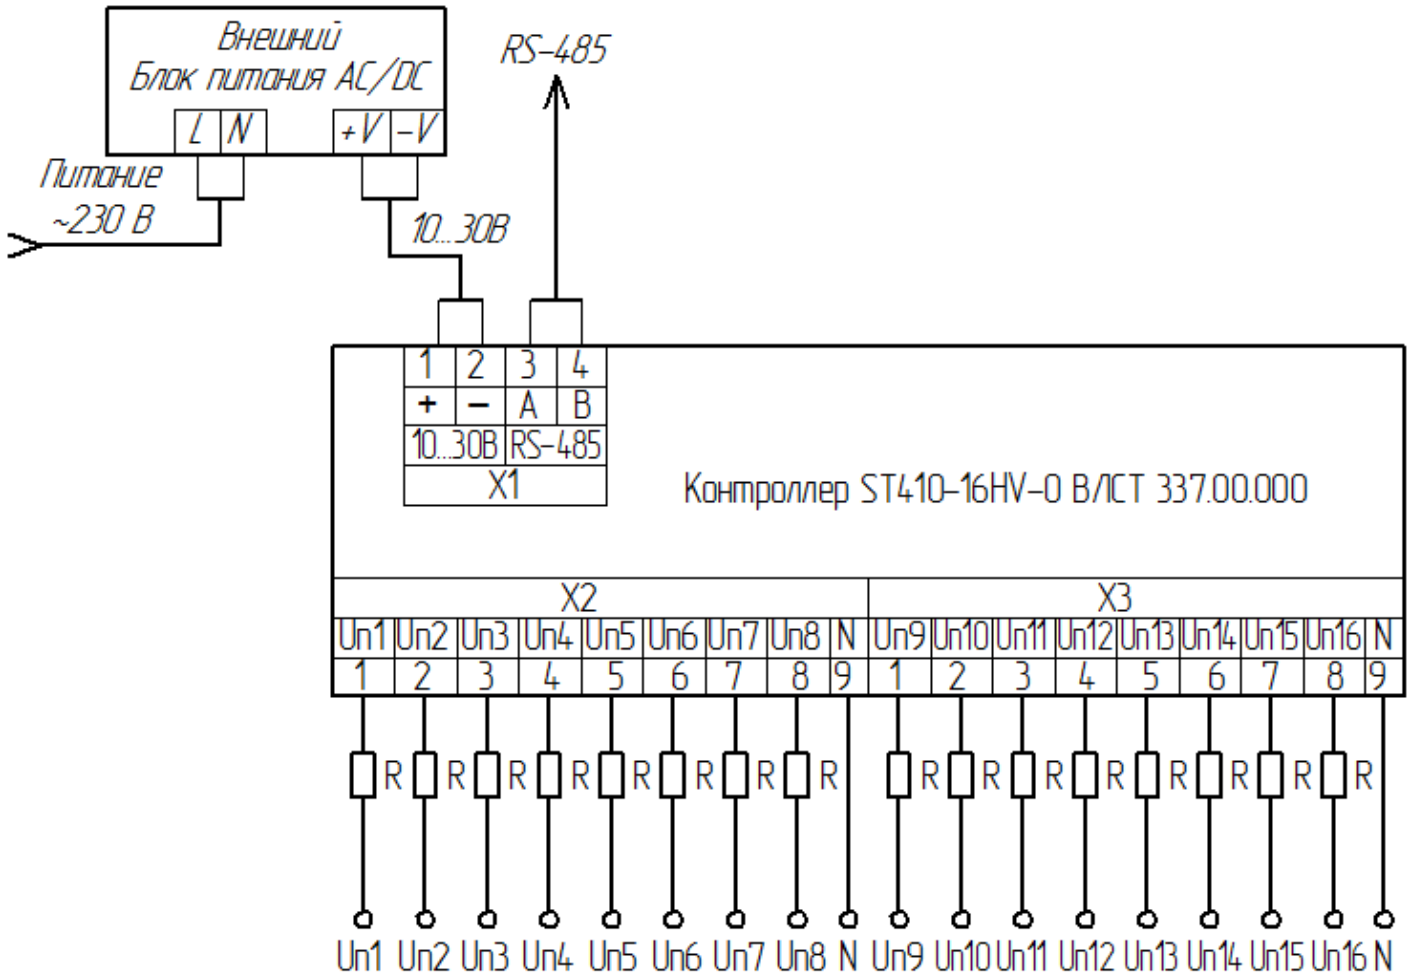 Внешний
Блок питания AC/DC
L N +V -V
RS-485
Питание
~230 В
10...30В
1 2 3 4
+ - A B
10...30В RS-485
X1
Контроллер ST410-16HV-0 ВЛСТ 337.00.000
X2 X3
Un1 Un2 Un3 Un4 Un5 Un6 Un7 Un8 N Un9 Un10 Un11 Un12 Un13 Un14 Un15 Un16 N
1 2 3 4 5 6 7 8 9 1 2 3 4 5 6 7 8 9
R R R R R R R R R R R R R R R R
Un1 Un2 Un3 Un4 Un5 Un6 Un7 Un8 N Un9 Un10 Un11 Un12 Un13 Un14 Un15 Un16 N